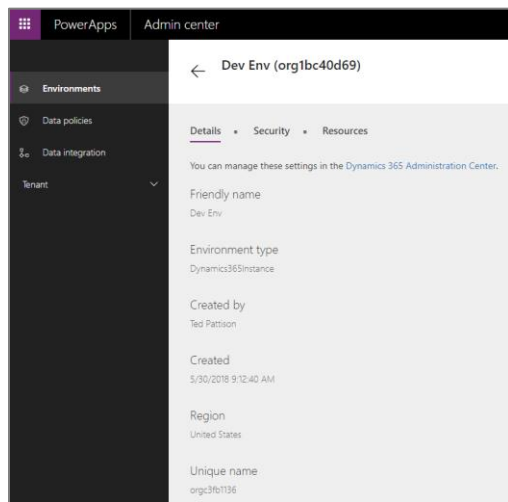 PowerApps Admin center
Dev Env (org1bc40d69)
Environments
Data policies
Data integration
Tenant
Details • Security • Resources
You can manage these settings in the Dynamics 365 Administration Center.
Friendly name
Dev Env
Environment type
Dynamics365Instance
Created by
Ted Pattison
Created
5/30/2018 9:12:40 AM
Region
United States
Unique name
orgc3fb1136